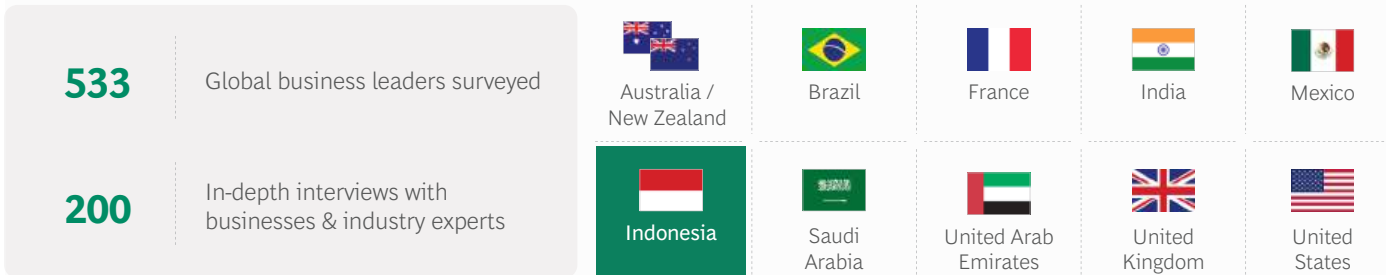 533
Global business leaders surveyed
200
In-depth interviews with
businesses & industry experts
Australia /
New Zealand
Brazil
France
India
Mexico
Indonesia
Saudi
Arabia
United Arab
Emirates
United
Kingdom
United
States